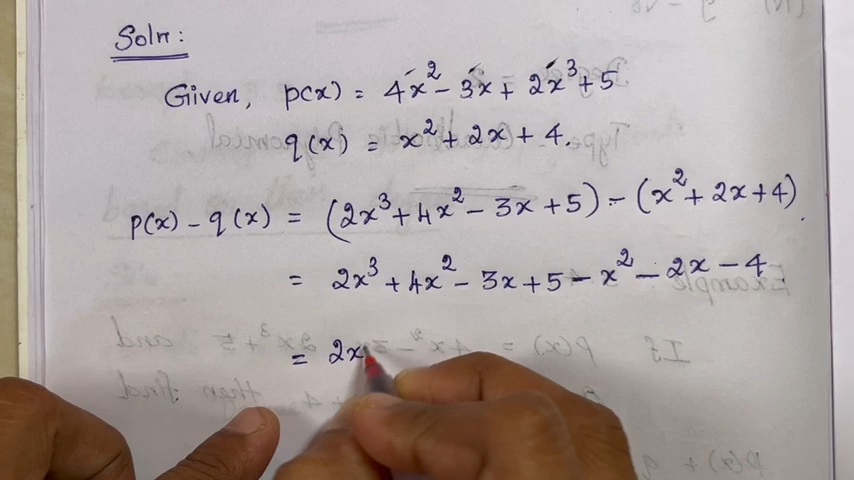 Soln:
Given, p(x) = 4x² - 3x + 2x³ + 5
q(x) = x² + 2x + 4.
p(x) - q(x) = (2x³ + 4x² - 3x + 5) - (x² + 2x + 4).
= 2x³ + 4x² - 3x + 5 - x² - 2x - 4
= 2x